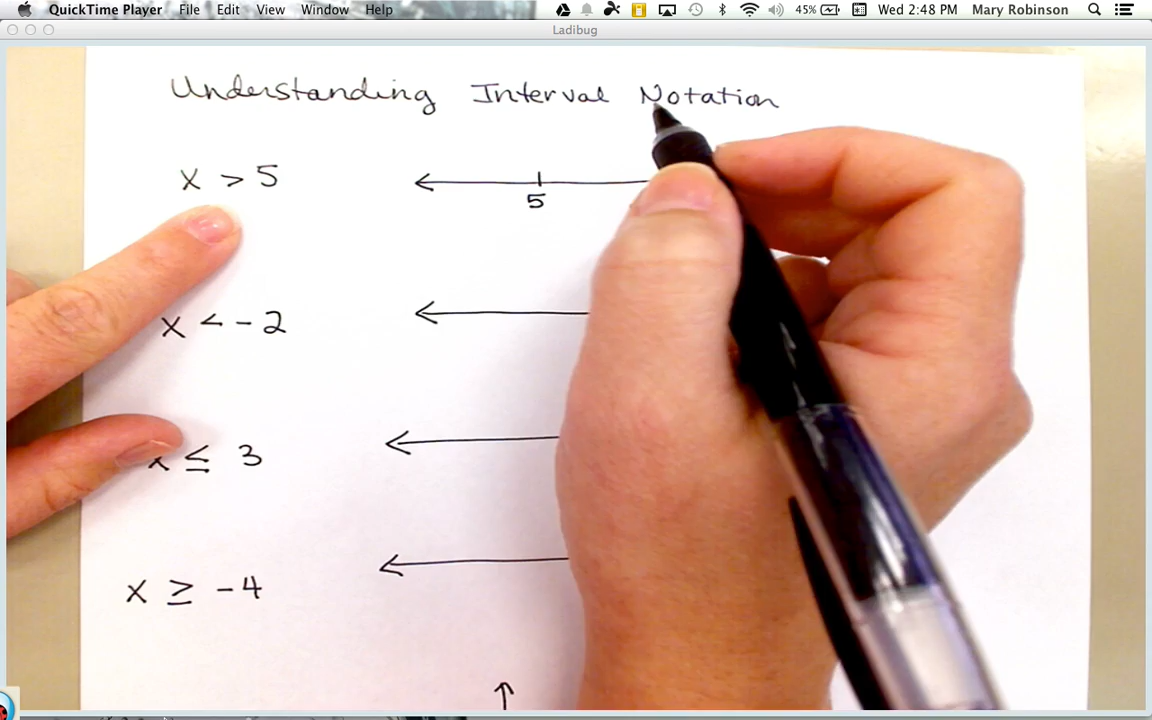 QuickTime Player File Edit View Window Help 45% Wed 2:48 PM Mary Robinson
Ladibug
Understanding Interval Notation
x > 5
5
x < -2
x ≤ 3
x ≥ -4